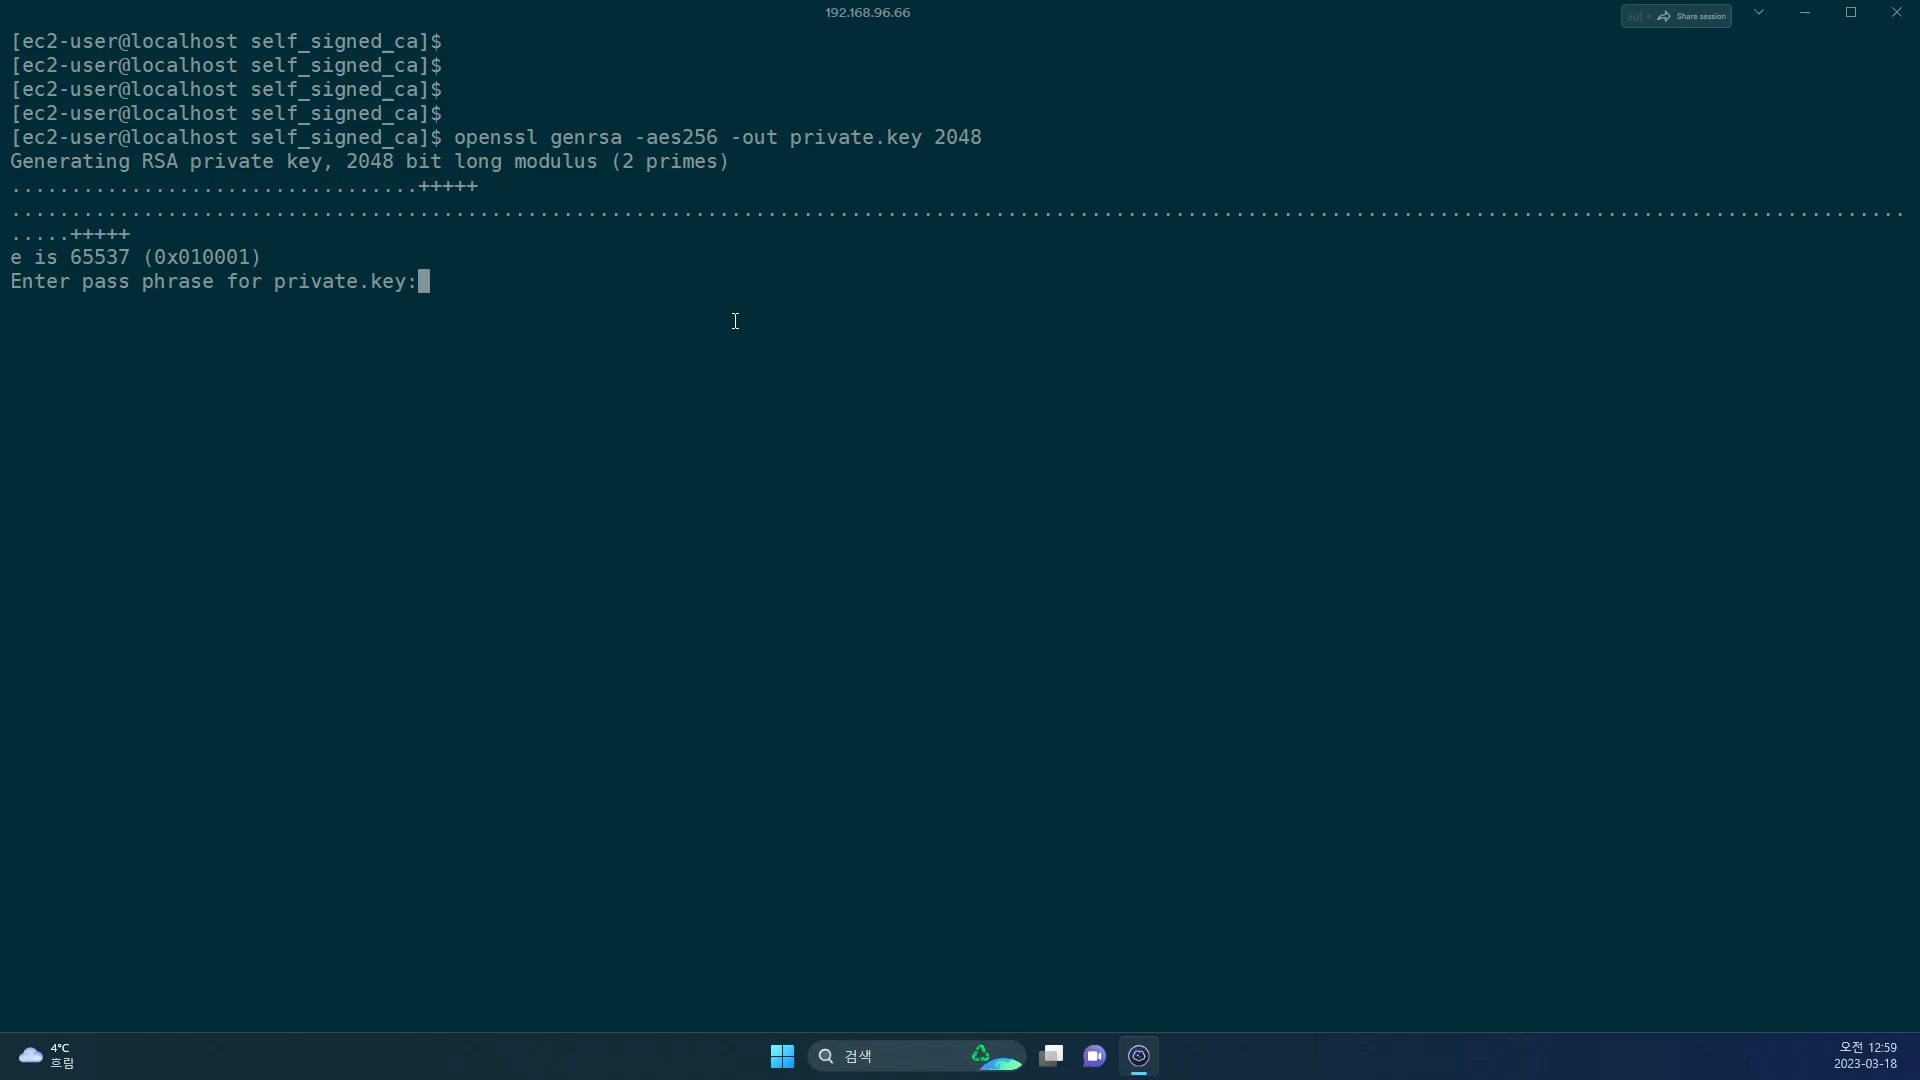 192.168.96.66
Share session
[ec2-user@localhost self_signed_ca]$
[ec2-user@localhost self_signed_ca]$
[ec2-user@localhost self_signed_ca]$
[ec2-user@localhost self_signed_ca]$
[ec2-user@localhost self_signed_ca]$ openssl genrsa -aes256 -out private.key 2048
Generating RSA private key, 2048 bit long modulus (2 primes)
..................................+++++
..............................................................................................................................................................
.....+++++
e is 65537 (0x010001)
Enter pass phrase for private.key:
4°C
흐림
검색
오전 12:59
2023-03-18